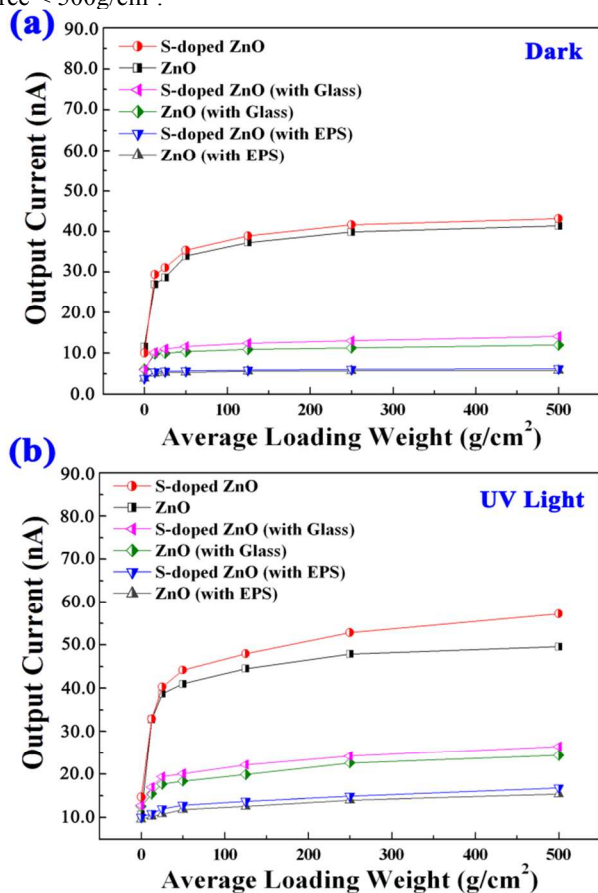 rce < 500g/cm².
(a)
Dark
S-doped ZnO
ZnO
S-doped ZnO (with Glass)
ZnO (with Glass)
S-doped ZnO (with EPS)
ZnO (with EPS)
Output Current (nA)
90.0
80.0
70.0
60.0
50.0
40.0
30.0
20.0
10.0
0.0
0 100 200 300 400 500
Average Loading Weight (g/cm²)
(b)
UV Light
S-doped ZnO
ZnO
S-doped ZnO (with Glass)
ZnO (with Glass)
S-doped ZnO (with EPS)
ZnO (with EPS)
Output Current (nA)
90.0
80.0
70.0
60.0
50.0
40.0
30.0
20.0
10.0
0 100 200 300 400 500
Average Loading Weight (g/cm²)